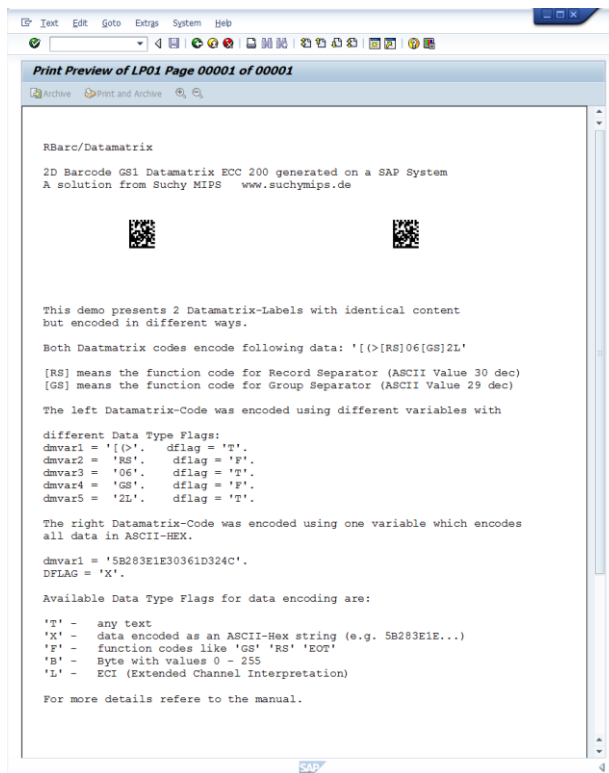 Text Edit Goto Extras System Help
Print Preview of LP01 Page 00001 of 00001
Archive Print and Archive
RBarc/Datamatrix
2D Barcode GS1 Datamatrix ECC 200 generated on a SAP System
A solution from Suchy MIPS www.suchymips.de
This demo presents 2 Datamatrix-Labels with identical content
but encoded in different ways.
Both Daatmatrix codes encode following data: '[(>[RS]06[GS]2L'
[RS] means the function code for Record Separator (ASCII Value 30 dec)
[GS] means the function code for Group Separator (ASCII Value 29 dec)
The left Datamatrix-Code was encoded using different variables with
different Data Type Flags:
dmvar1 = '[(>'. dflag = 'T'.
dmvar2 = 'RS'. dflag = 'F'.
dmvar3 = '06'. dflag = 'T'.
dmvar4 = 'GS'. dflag = 'F'.
dmvar5 = '2L'. dflag = 'T'.
The right Datamatrix-Code was encoded using one variable which encodes
all data in ASCII-HEX.
dmvar1 = '5B283E1E30361D324C'.
DFLAG = 'X'.
Available Data Type Flags for data encoding are:
'T' - any text
'X' - data encoded as an ASCII-Hex string (e.g. 5B283E1E...)
'F' - function codes like 'GS' 'RS' 'EOT'
'B' - Byte with values 0 - 255
'L' - ECI (Extended Channel Interpretation)
For more details refere to the manual.
SAP